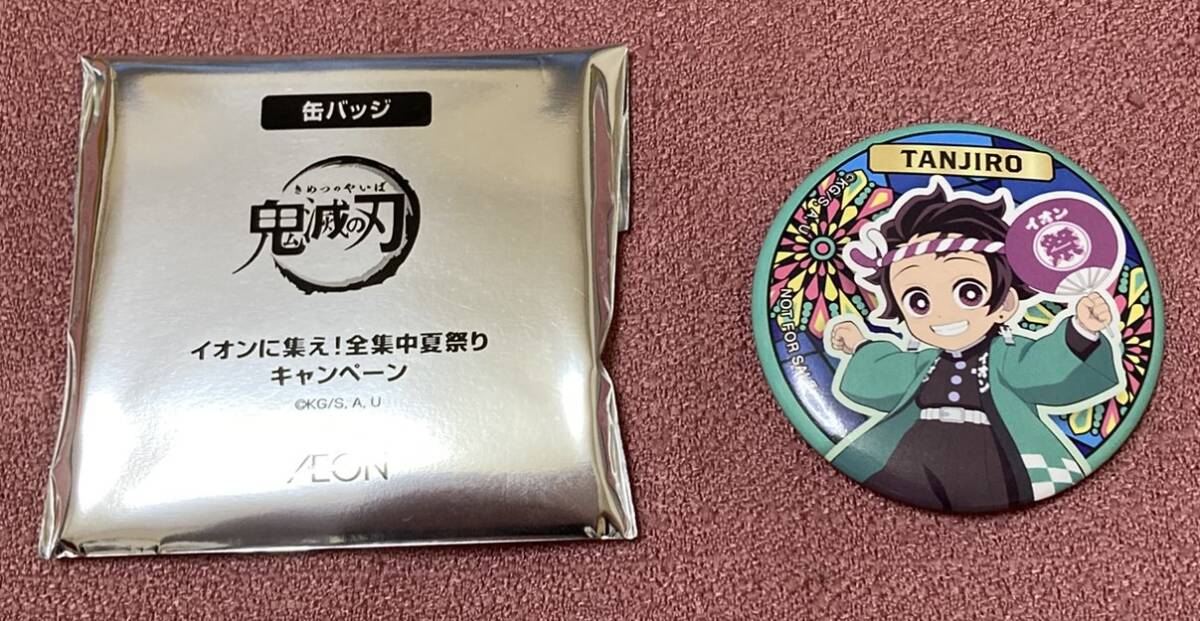 缶バッジ
きめつのやいば
鬼滅の刃
イオンに集え!全集中夏祭り
キャンペーン
©KG/S, A, U
ÆON
TANJIRO
©KG/S, A, U
NOT FOR SALE
イオン
祭
イオン